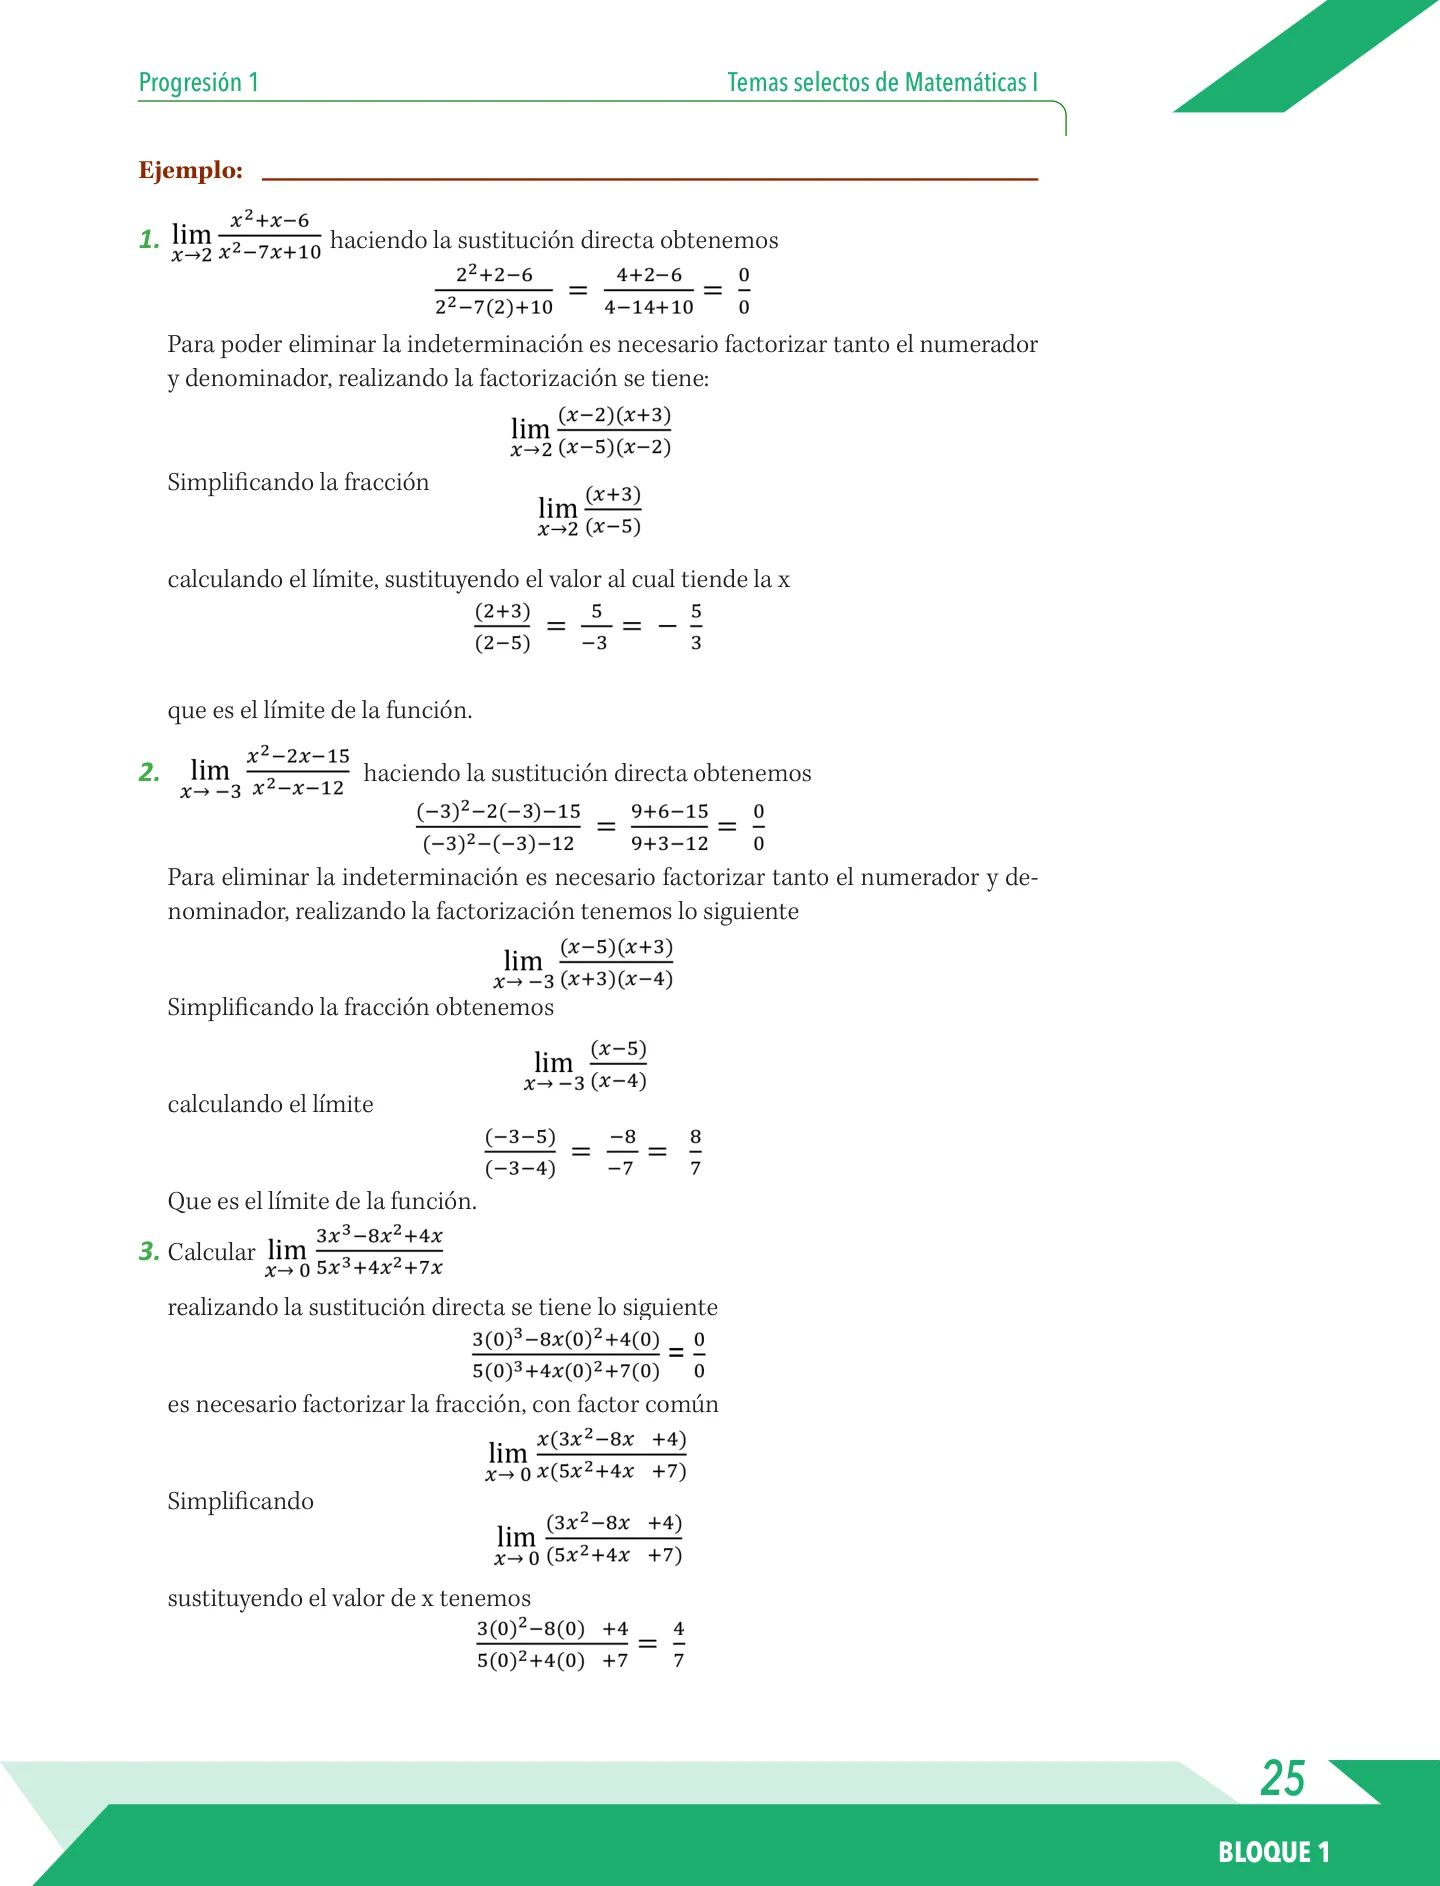 Progresión 1 Temas selectos de Matemáticas I
Ejemplo:
1. lim x→2 (x²+x−6)/(x²−7x+10) haciendo la sustitución directa obtenemos
(2²+2−6)/(2²−7(2)+10) = (4+2−6)/(4−14+10) = 0/0
Para poder eliminar la indeterminación es necesario factorizar tanto el numerador
y denominador, realizando la factorización se tiene:
lim x→2 (x−2)(x+3)/(x−5)(x−2)
Simplificando la fracción
lim x→2 (x+3)/(x−5)
calculando el límite, sustituyendo el valor al cual tiende la x
(2+3)/(2−5) = 5/−3 = − 5/3
que es el límite de la función.
2. lim x→ −3 (x²−2x−15)/(x²−x−12) haciendo la sustitución directa obtenemos
((−3)²−2(−3)−15)/((−3)²−(−3)−12) = (9+6−15)/(9+3−12) = 0/0
Para eliminar la indeterminación es necesario factorizar tanto el numerador y de-
nominador, realizando la factorización tenemos lo siguiente
lim x→ −3 (x−5)(x+3)/(x+3)(x−4)
Simplificando la fracción obtenemos
lim x→ −3 (x−5)/(x−4)
calculando el límite
(−3−5)/(−3−4) = −8/−7 = 8/7
Que es el límite de la función.
3. Calcular lim x→ 0 (3x³−8x²+4x)/(5x³+4x²+7x)
realizando la sustitución directa se tiene lo siguiente
(3(0)³−8x(0)²+4(0))/(5(0)³+4x(0)²+7(0)) = 0/0
es necesario factorizar la fracción, con factor común
lim x→ 0 x(3x²−8x +4)/x(5x²+4x +7)
Simplificando
lim x→ 0 (3x²−8x +4)/(5x²+4x +7)
sustituyendo el valor de x tenemos
(3(0)²−8(0) +4)/(5(0)²+4(0) +7) = 4/7
25
BLOQUE 1